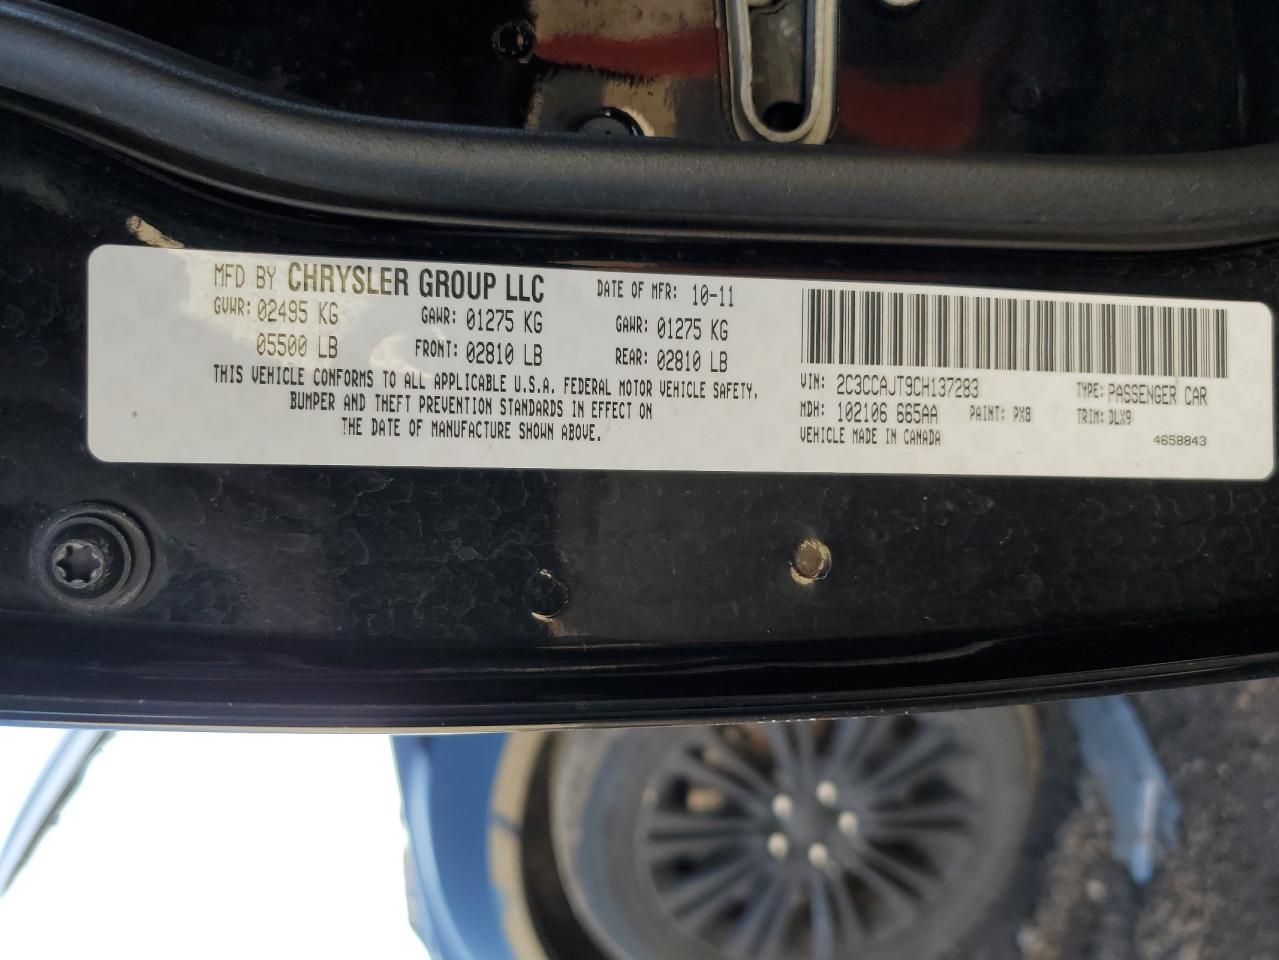 MFD BY CHRYSLER GROUP LLC DATE OF MFR: 10-11
GVWR: 02495 KG GAWR: 01275 KG GAWR: 01275 KG
05500 LB FRONT: 02810 LB REAR: 02810 LB
THIS VEHICLE CONFORMS TO ALL APPLICABLE U.S.A. FEDERAL MOTOR VEHICLE SAFETY,
BUMPER AND THEFT PREVENTION STANDARDS IN EFFECT ON
THE DATE OF MANUFACTURE SHOWN ABOVE.
VIN: 2C3CCAJT9CH137283 TYPE: PASSENGER CAR
MDH: 102106 665AA PAINT: PX8 TRIM: DLX9
VEHICLE MADE IN CANADA 4658843